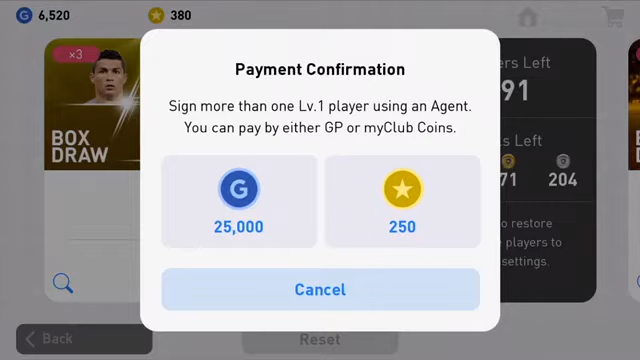 6,520
380
×3
BOX
DRAW
ers Left
91
s Left
71
204
o restore
e players to
settings.
Payment Confirmation
Sign more than one Lv.1 player using an Agent.
You can pay by either GP or myClub Coins.
G
25,000
250
Cancel
Back
Reset